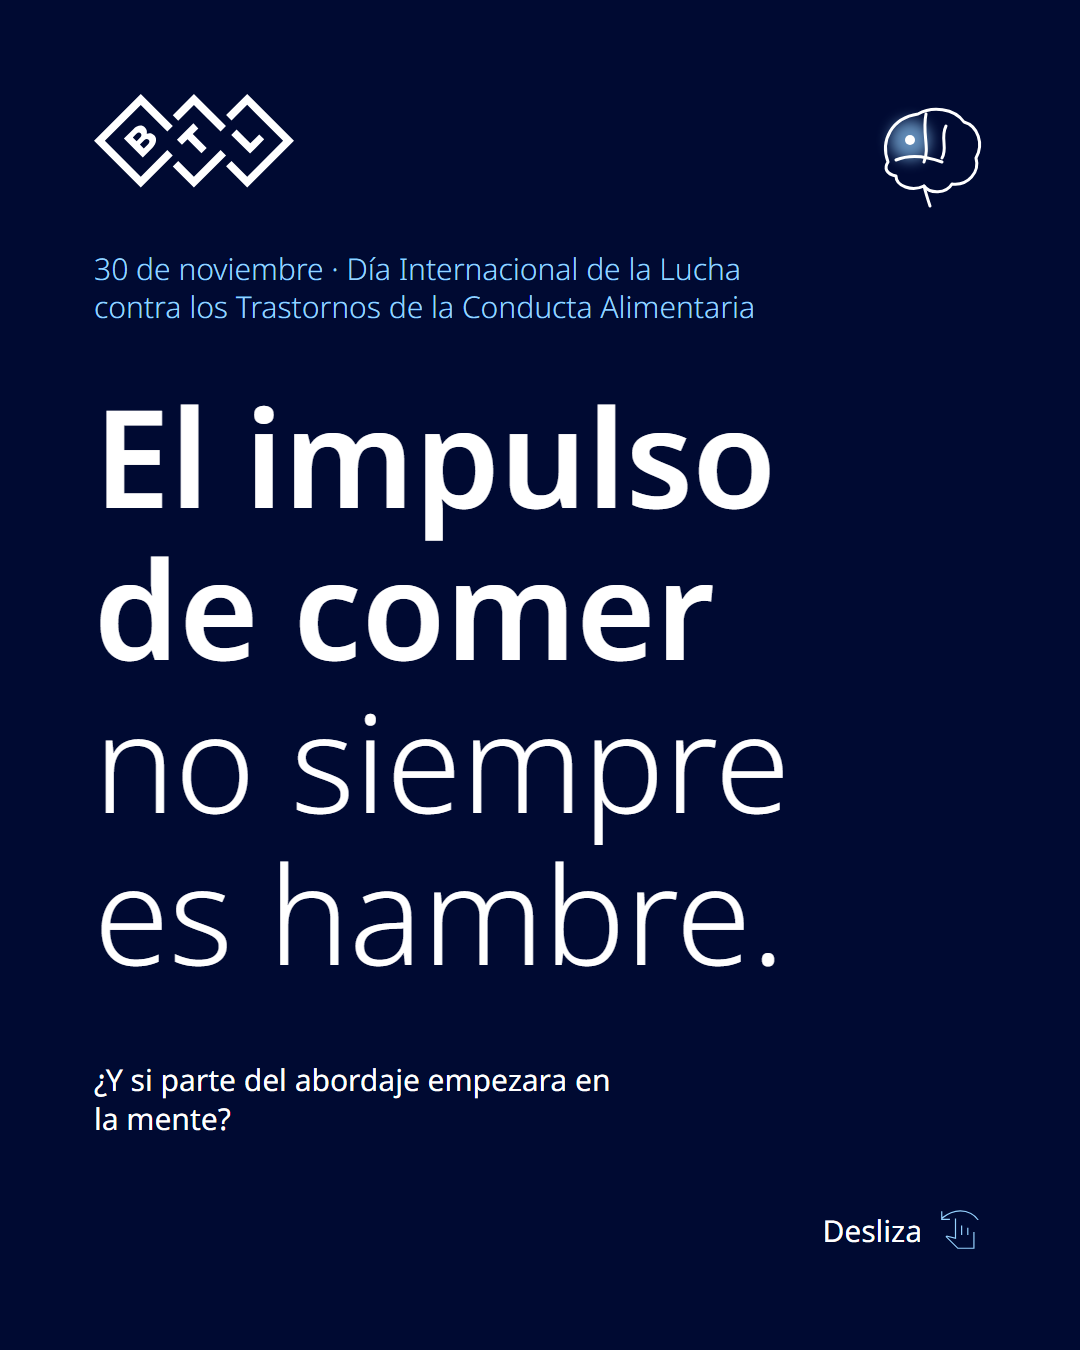 BTL
30 de noviembre · Día Internacional de la Lucha
contra los Trastornos de la Conducta Alimentaria
El impulso
de comer
no siempre
es hambre.
¿Y si parte del abordaje empezara en
la mente?
Desliza